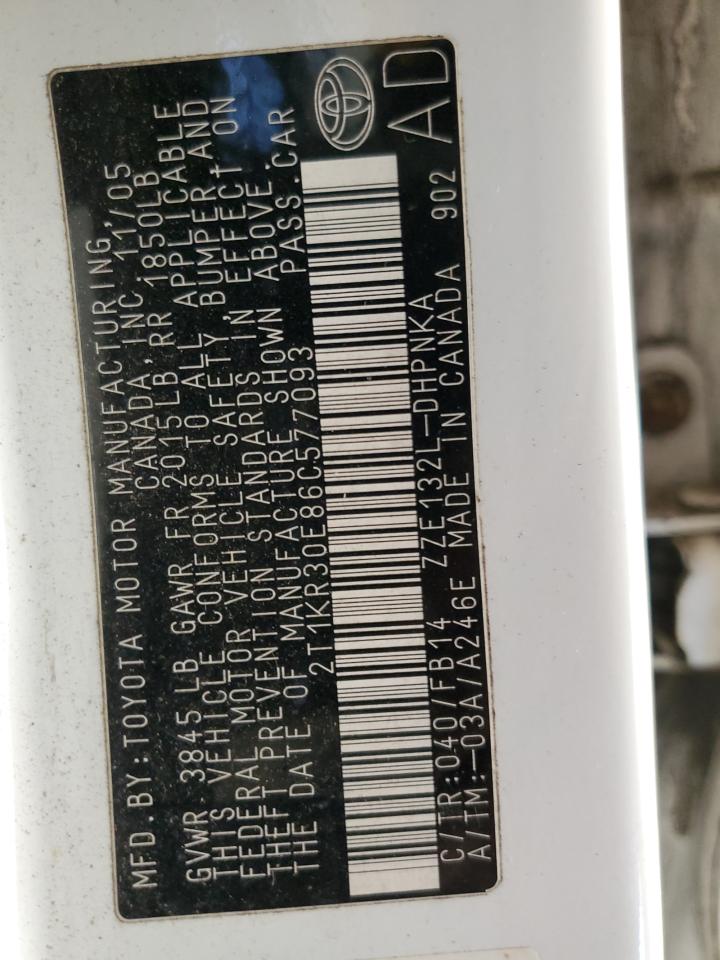 MFD.BY:TOYOTA MOTOR MANUFACTURING,
CANADA,INC 11/05
GVWR 3845 LB GAWR FR 2015LB RR 1850LB
THIS VEHICLE CONFORMS TO ALL APPLICABLE
FEDERAL MOTOR VEHICLE SAFETY,BUMPER,AND
THEFT PREVENTION STANDARDS IN EFFECT ON
THE DATE OF MANUFACTURE SHOWN ABOVE.
2T1KR30E86C577093 PASS.CAR
C/TR:040/FB14 ZZE132L-DHPNKA
A/TM:-03A/A246E MADE IN CANADA 902
AD